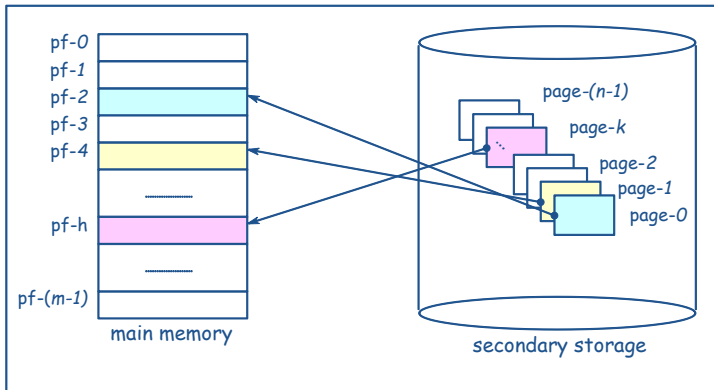 pf-0
pf-1
pf-2
pf-3
pf-4
............
pf-h
............
pf-(m-1)
main memory
page-(n-1)
page-k
...
page-2
page-1
page-0
secondary storage